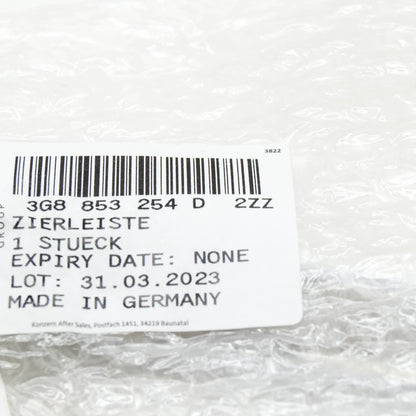 3822
3G8 853 254 D 2ZZ
ZIERLEISTE
1 STUECK
EXPIRY DATE: NONE
LOT: 31.03.2023
MADE IN GERMANY
Konzern After Sales, Postfach 1451, 34219 Baunatal
GROUP